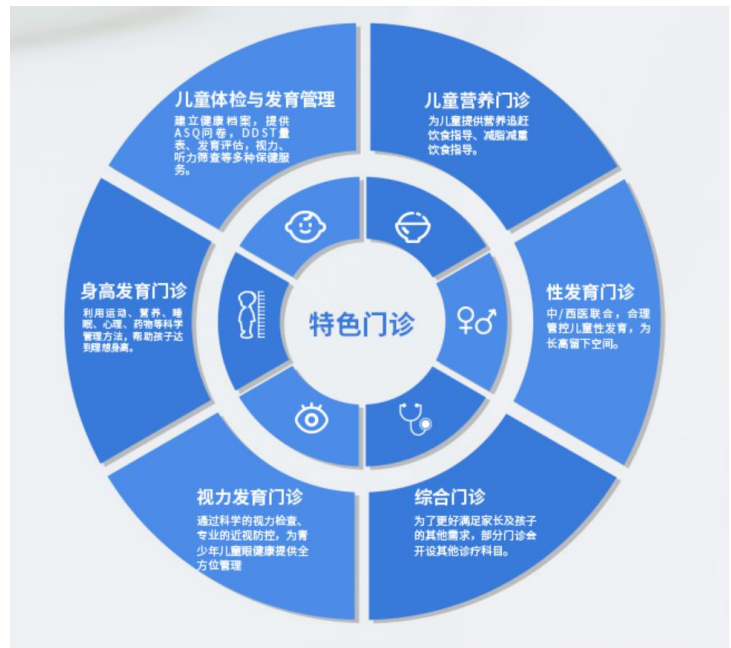 儿童体检与发育管理
建立健康档案，提供
ASQ问卷，DDST量
表、发育评估，视力、
听力筛查等多种保健服
务。
儿童营养门诊
为儿童提供营养追赶
饮食指导、减脂减重
饮食指导。
身高发育门诊
利用运动、营养、睡
眠、心理、药物等科学
管理方法，帮助孩子达
到理想身高。
特色门诊
性发育门诊
中/西医联合，合理
管控儿童性发育，为
长高留下空间。
视力发育门诊
通过科学的视力检查、
专业的近视防控，为青
少年儿童眼健康提供全
方位管理
综合门诊
为了更好满足家长及孩子
的其他需求，部分门诊会
开设其他诊疗科目。